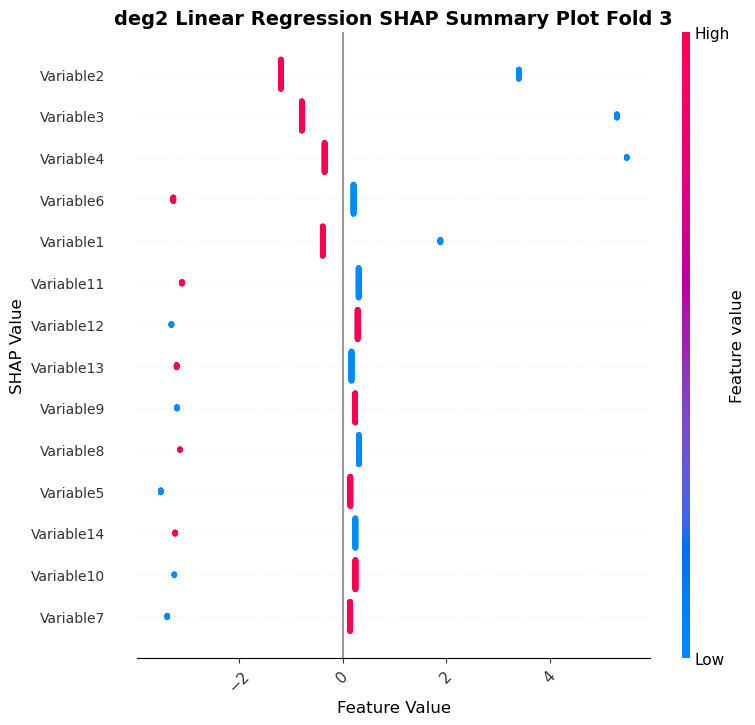 deg2 Linear Regression SHAP Summary Plot Fold 3
High
Variable2
Variable3
Variable4
Variable6
Variable1
Variable11
Variable12
Variable13
Variable9
Variable8
Variable5
Variable14
Variable10
Variable7
SHAP Value
Feature value
Low
−2 0 2 4
Feature Value